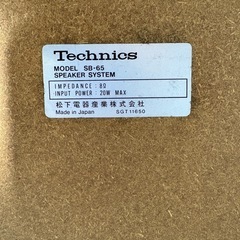 Technics
MODEL SB-65
SPEAKER SYSTEM
IMPEDANCE : 8Ω
INPUT POWER : 20W MAX
松下電器産業株式会社
Made in Japan SGT11650